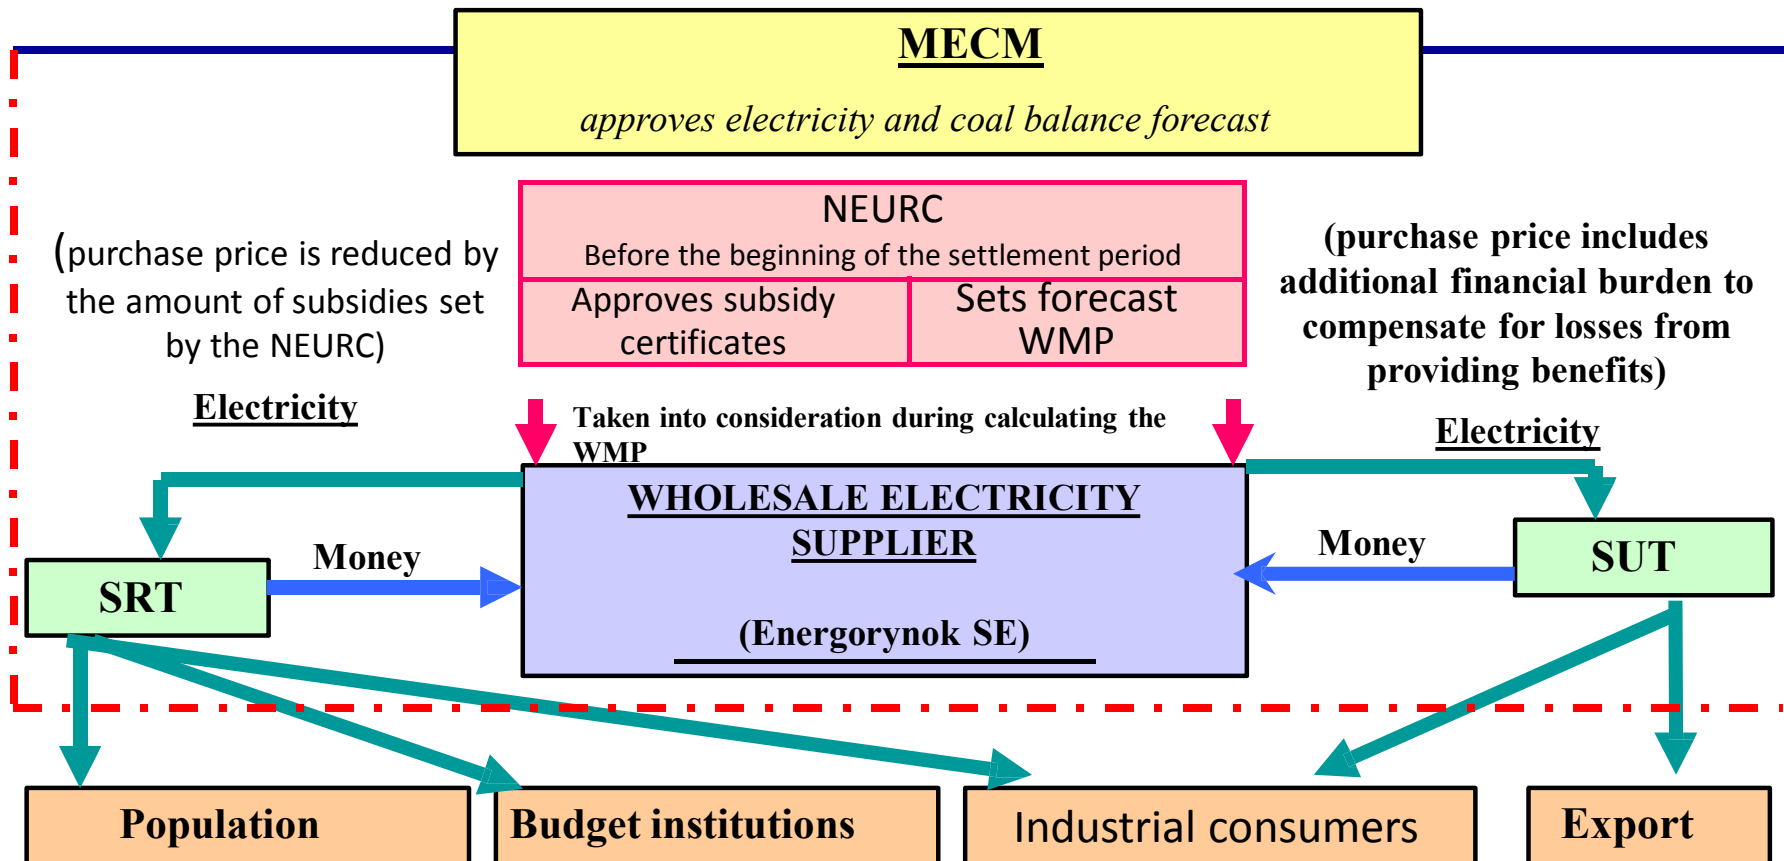 MECM
approves electricity and coal balance forecast
NEURC
Before the beginning of the settlement period
Approves subsidy
certificates
Sets forecast
WMP
(purchase price is reduced by
the amount of subsidies set
by the NEURC)
Electricity
(purchase price includes
additional financial burden to
compensate for losses from
providing benefits)
Electricity
Taken into consideration during calculating the
WMP
WHOLESALE ELECTRICITY
SUPPLIER
(Energorynok SE)
Money
SRT
Money
SUT
Population
Budget institutions
Industrial consumers
Export